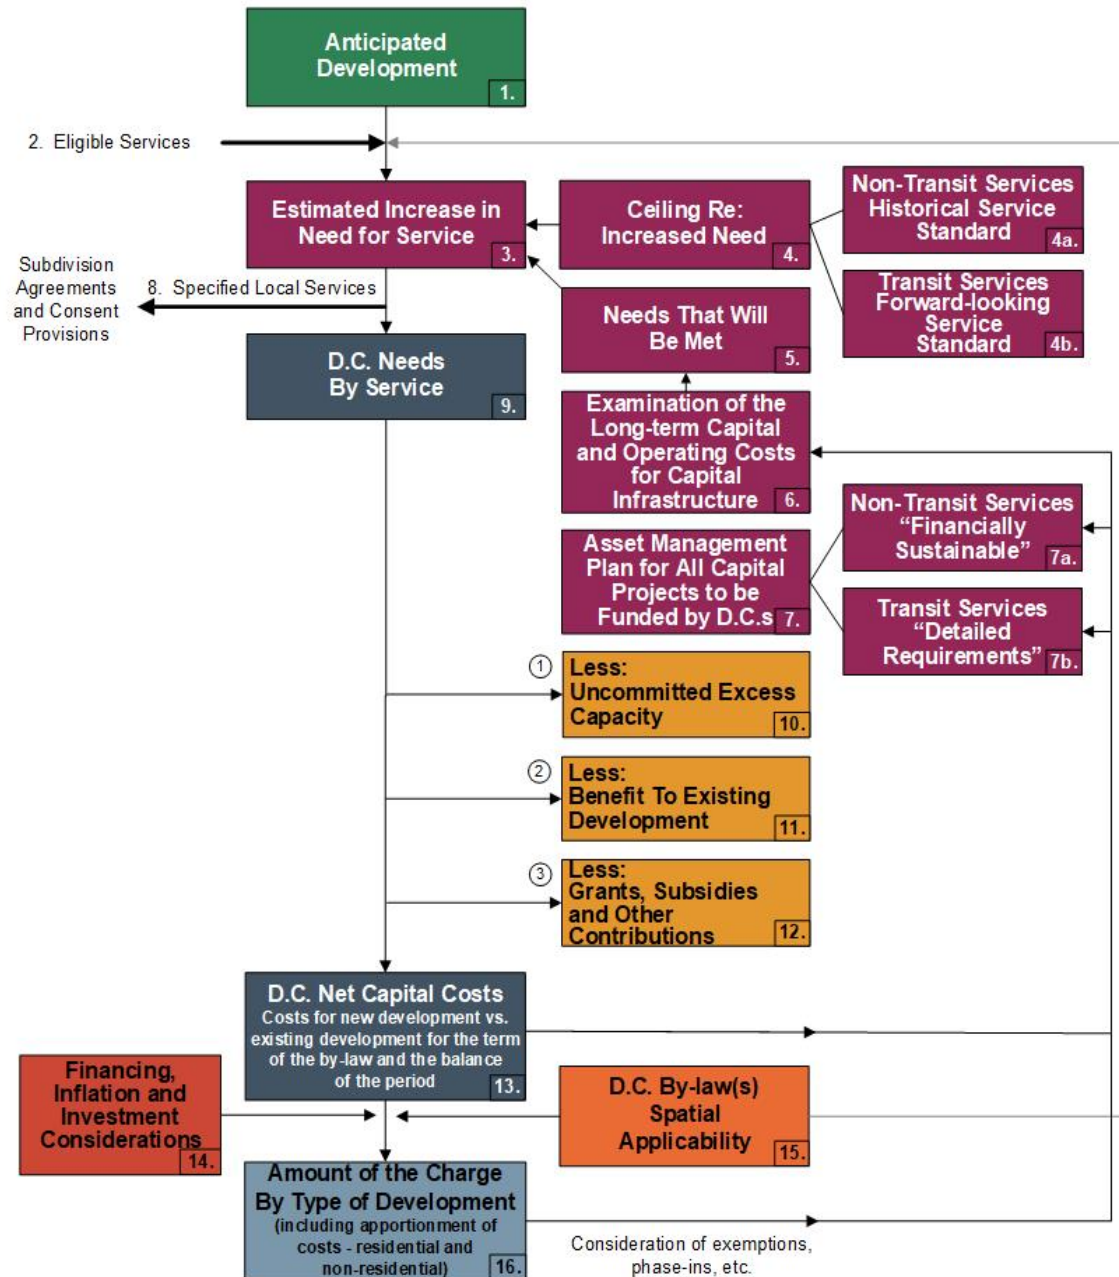 Anticipated
Development
1.
2. Eligible Services
Estimated Increase in
Need for Service
3.
Ceiling Re:
Increased Need
4.
Non-Transit Services
Historical Service
Standard
4a.
Transit Services
Forward-looking
Service
Standard
4b.
Subdivision
Agreements
and Consent
Provisions
8. Specified Local Services
Needs That Will
Be Met
5.
D.C. Needs
By Service
9.
Examination of the
Long-term Capital
and Operating Costs
for Capital
Infrastructure
6.
Non-Transit Services
“Financially
Sustainable”
7a.
Asset Management
Plan for All Capital
Projects to be
Funded by D.C.s
7.
Transit Services
“Detailed
Requirements”
7b.
1
Less:
Uncommitted Excess
Capacity
10.
2
Less:
Benefit To Existing
Development
11.
3
Less:
Grants, Subsidies
and Other
Contributions
12.
D.C. Net Capital Costs
Costs for new development vs.
existing development for the term
of the by-law and the balance
of the period
13.
Financing,
Inflation and
Investment
Considerations
14.
D.C. By-law(s)
Spatial
Applicability
15.
Amount of the Charge
By Type of Development
(including apportionment of
costs - residential and
non-residential)
16.
Consideration of exemptions,
phase-ins, etc.